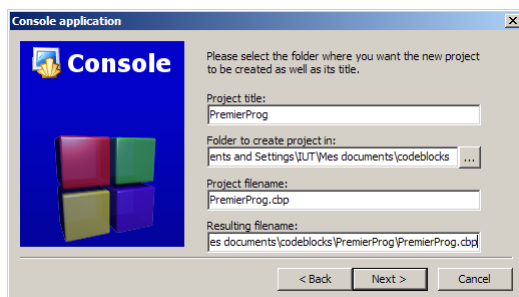 Console application
Console
Please select the folder where you want the new project
to be created as well as its title.
Project title:
PremierProg
Folder to create project in:
ents and Settings\IUT\Mes documents\codeblocks
...
Project filename:
PremierProg.cbp
Resulting filename:
es documents\codeblocks\PremierProg\PremierProg.cbp
< Back
Next >
Cancel